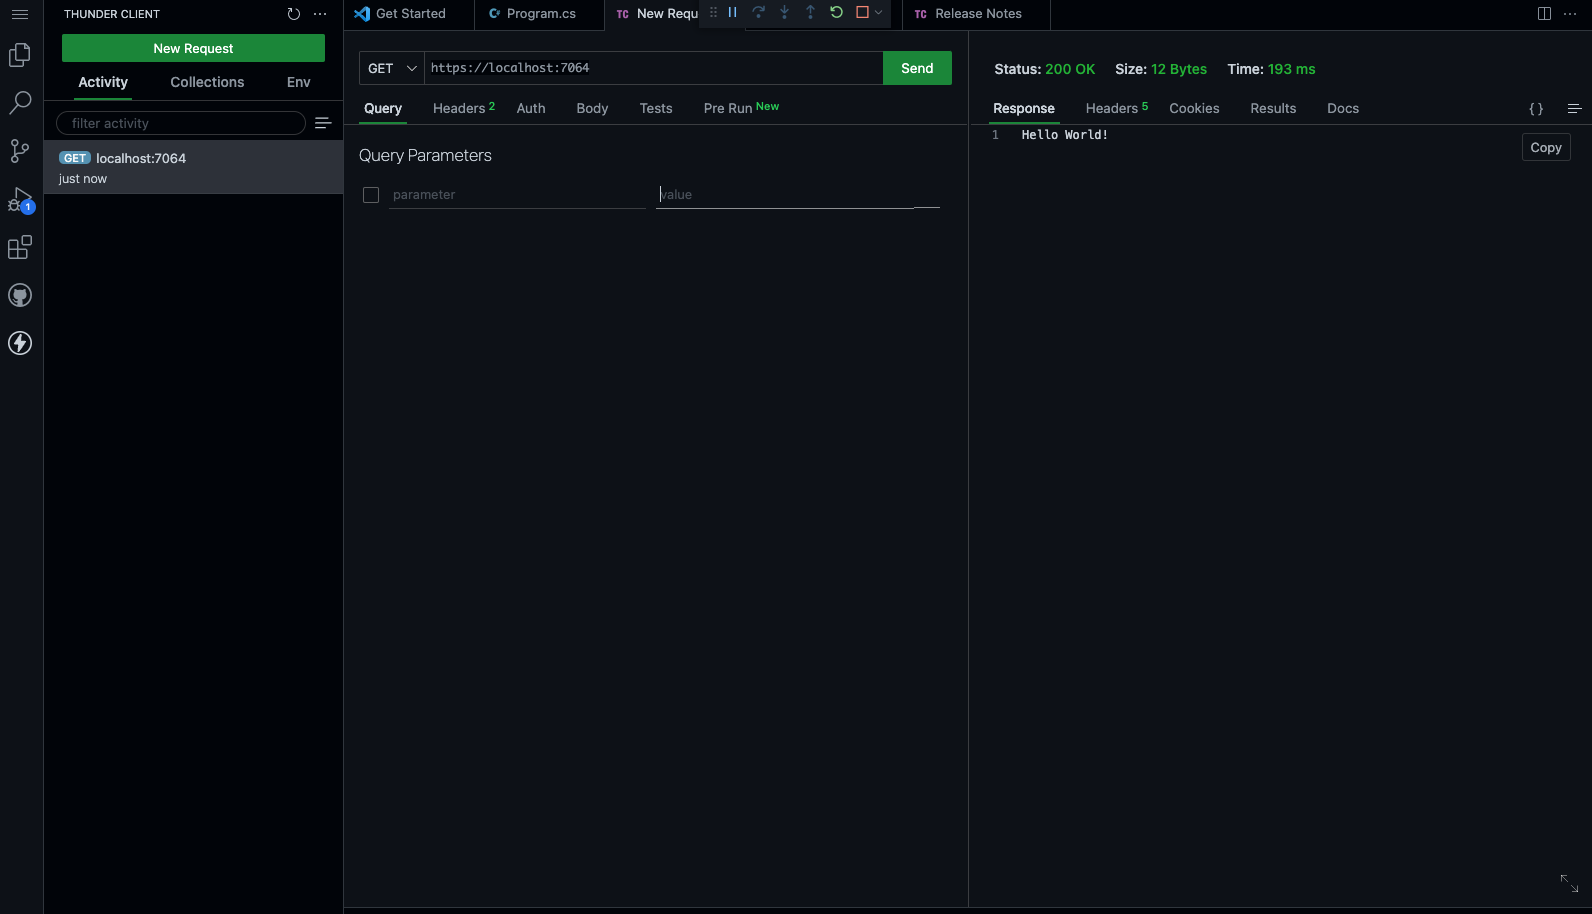 THUNDER CLIENT
New Request
Activity Collections Env
filter activity
GET localhost:7064
just now
1
Get Started
C# Program.cs
TC New Requ
TC Release Notes
GET https://localhost:7064 Send
Query Headers 2 Auth Body Tests Pre Run New
Query Parameters
parameter value
Status: 200 OK Size: 12 Bytes Time: 193 ms
Response Headers 5 Cookies Results Docs { }
1 Hello World!
Copy